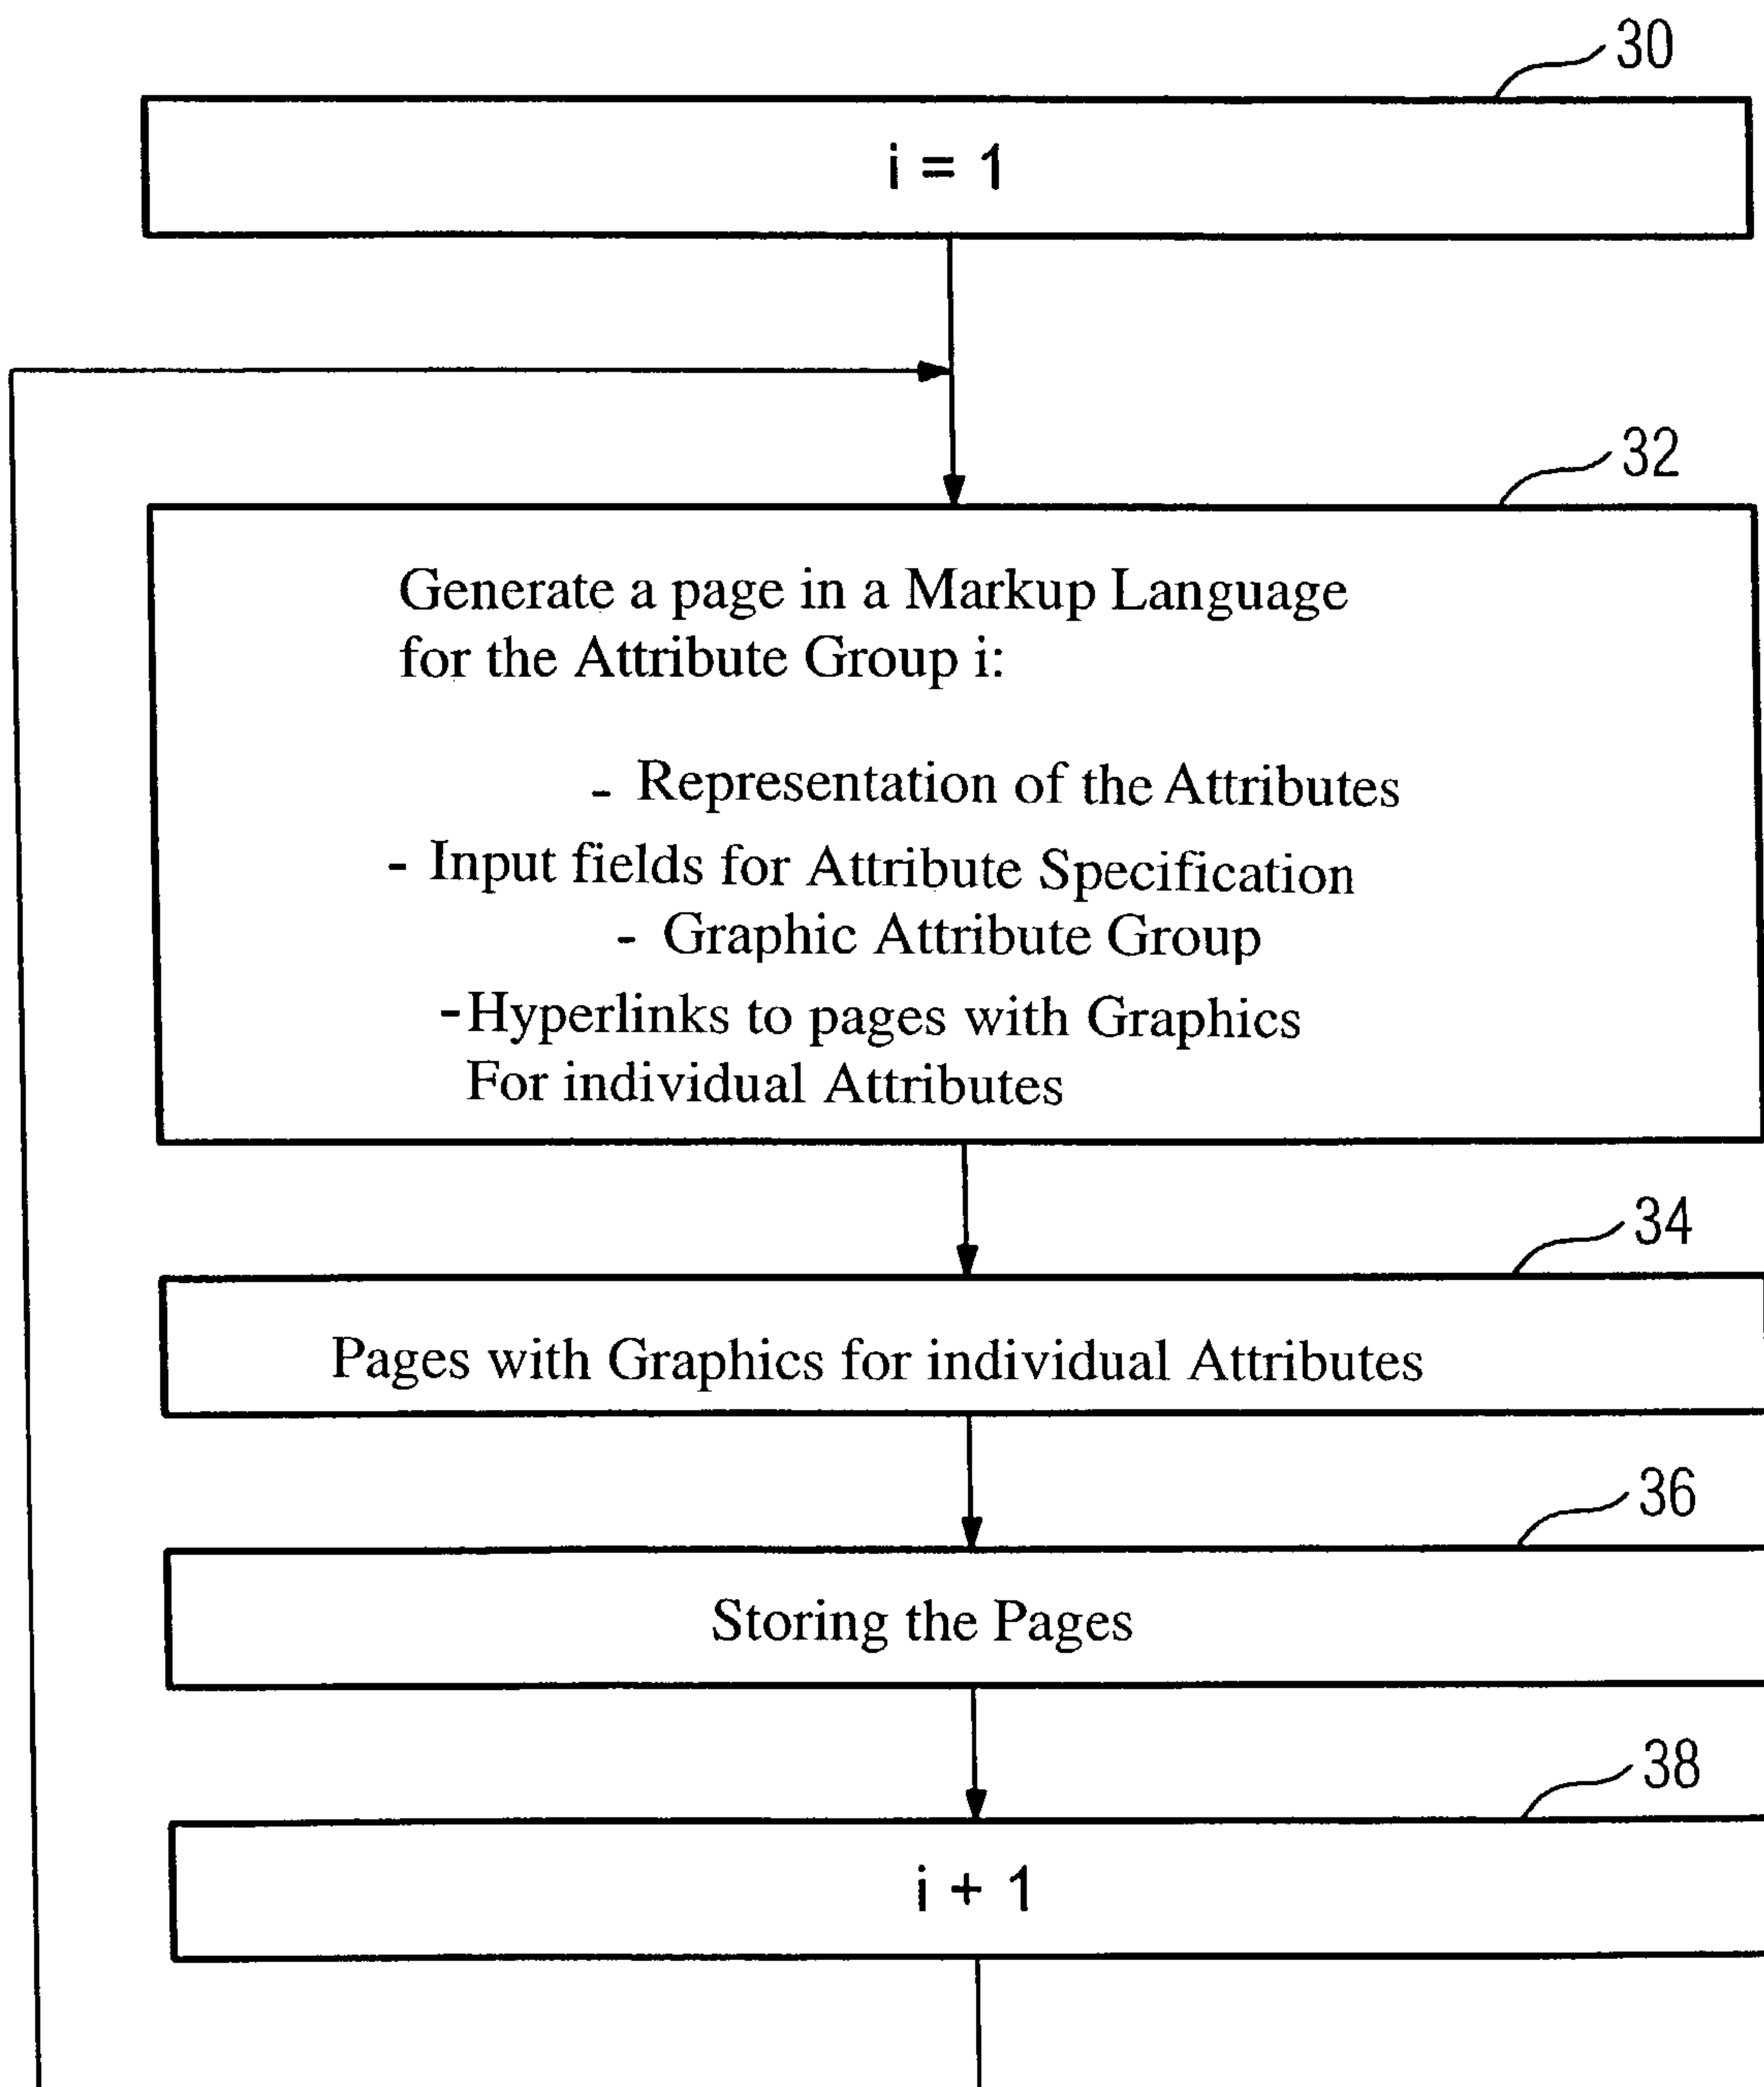 30
i = 1
32
Generate a page in a Markup Language
for the Attribute Group i:
- Representation of the Attributes
- Input fields for Attribute Specification
- Graphic Attribute Group
-Hyperlinks to pages with Graphics
For individual Attributes
34
Pages with Graphics for individual Attributes
36
Storing the Pages
38
i + 1